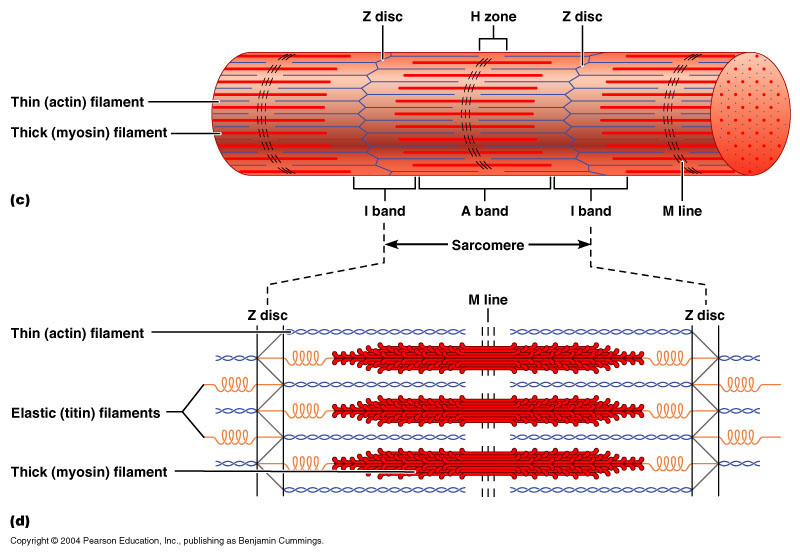 Z disc
H zone
Z disc
Thin (actin) filament
Thick (myosin) filament
(c)
I band
A band
I band
M line
Sarcomere
Z disc
M line
Z disc
Thin (actin) filament
Elastic (titin) filaments
Thick (myosin) filament
(d)
Copyright © 2004 Pearson Education, Inc., publishing as Benjamin Cummings.